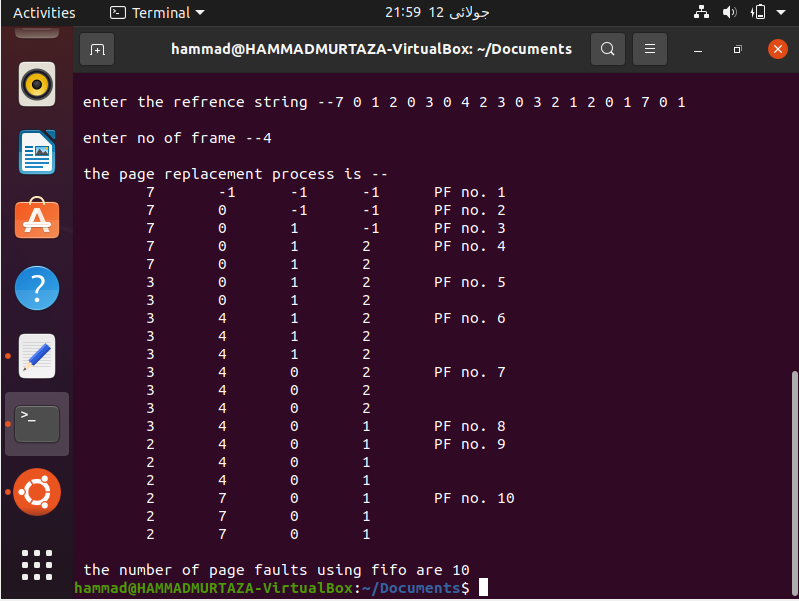 Activities Terminal 21:59 12 جولائی
hammad@HAMMADMURTAZA-VirtualBox: ~/Documents
enter the refrence string --7 0 1 2 0 3 0 4 2 3 0 3 2 1 2 0 1 7 0 1
enter no of frame --4
the page replacement process is --
7 -1 -1 -1 PF no. 1
7 0 -1 -1 PF no. 2
7 0 1 -1 PF no. 3
7 0 1 2 PF no. 4
7 0 1 2
3 0 1 2 PF no. 5
3 0 1 2
3 4 1 2 PF no. 6
3 4 1 2
3 4 1 2
3 4 0 2 PF no. 7
3 4 0 2
3 4 0 2
3 4 0 1 PF no. 8
2 4 0 1 PF no. 9
2 4 0 1
2 4 0 1
2 7 0 1 PF no. 10
2 7 0 1
2 7 0 1
the number of page faults using fifo are 10
hammad@HAMMADMURTAZA-VirtualBox:~/Documents$